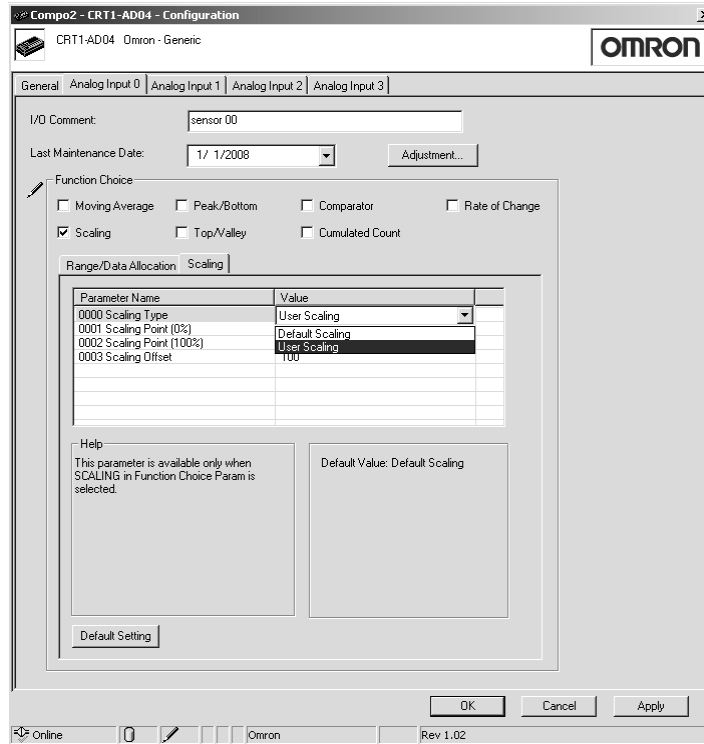 Compo2 - CRT1-AD04 - Configuration
CRT1-AD04 Omron - Generic
OMRON
General Analog Input 0 Analog Input 1 Analog Input 2 Analog Input 3
I/O Comment: sensor 00
Last Maintenance Date: 1/ 1/2008 Adjustment...
Function Choice
Moving Average Peak/Bottom Comparator Rate of Change
Scaling Top/Valley Cumulated Count
Range/Data Allocation Scaling
Parameter Name Value
0000 Scaling Type User Scaling
0001 Scaling Point (0%) Default Scaling
0002 Scaling Point (100%) User Scaling
0003 Scaling Offset 100
Help
This parameter is available only when
SCALING in Function Choice Param is
selected.
Default Value: Default Scaling
Default Setting
OK Cancel Apply
Online Omron Rev 1.02